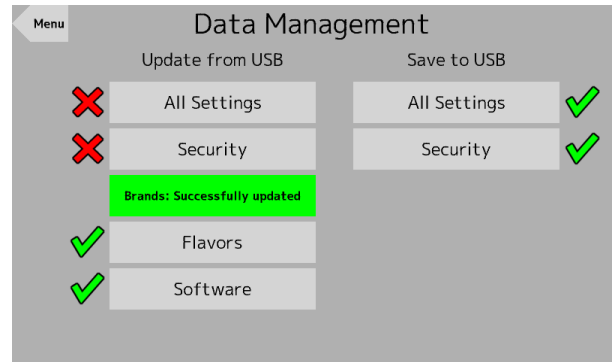 Menu
Data Management
Update from USB
Save to USB
All Settings
All Settings
Security
Security
Brands: Successfully updated
Flavors
Software